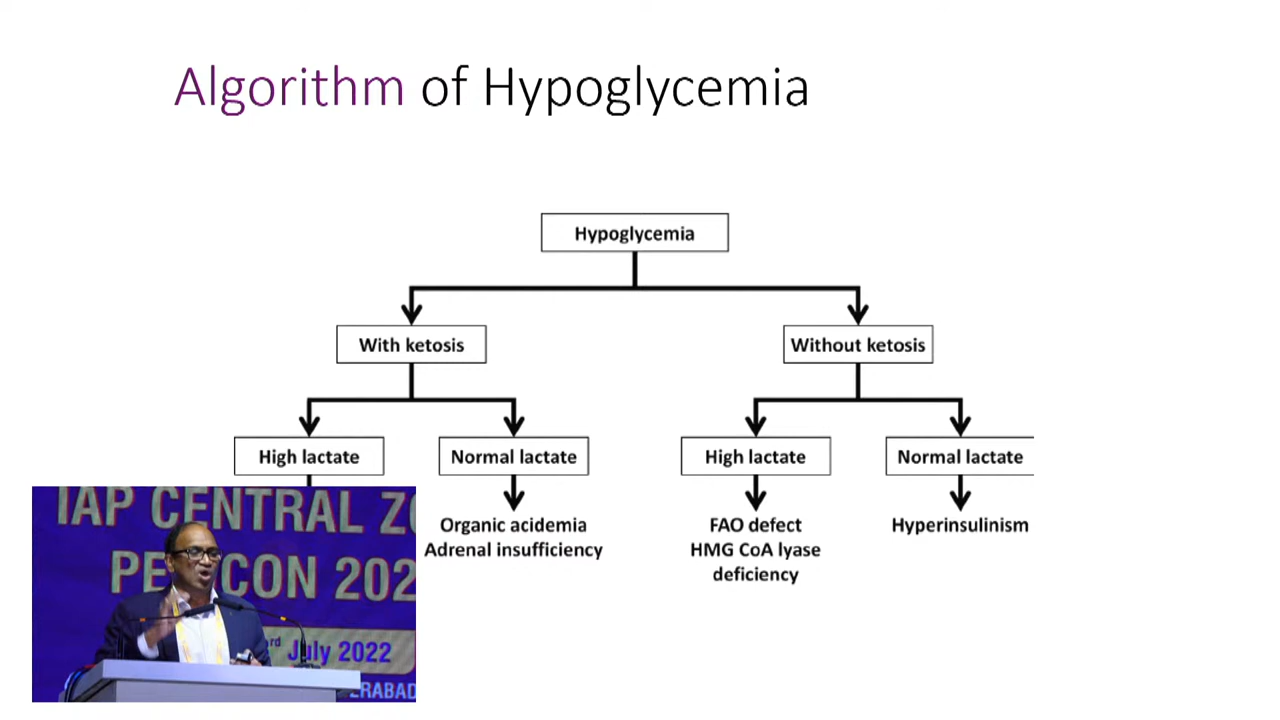 Algorithm of Hypoglycemia
Hypoglycemia
With ketosis
Without ketosis
High lactate
Normal lactate
High lactate
Normal lactate
Organic acidemia
Adrenal insufficiency
FAO defect
HMG CoA lyase
deficiency
Hyperinsulinism
IAP CENTRAL
CON 202
rd July 2022
ERABAD